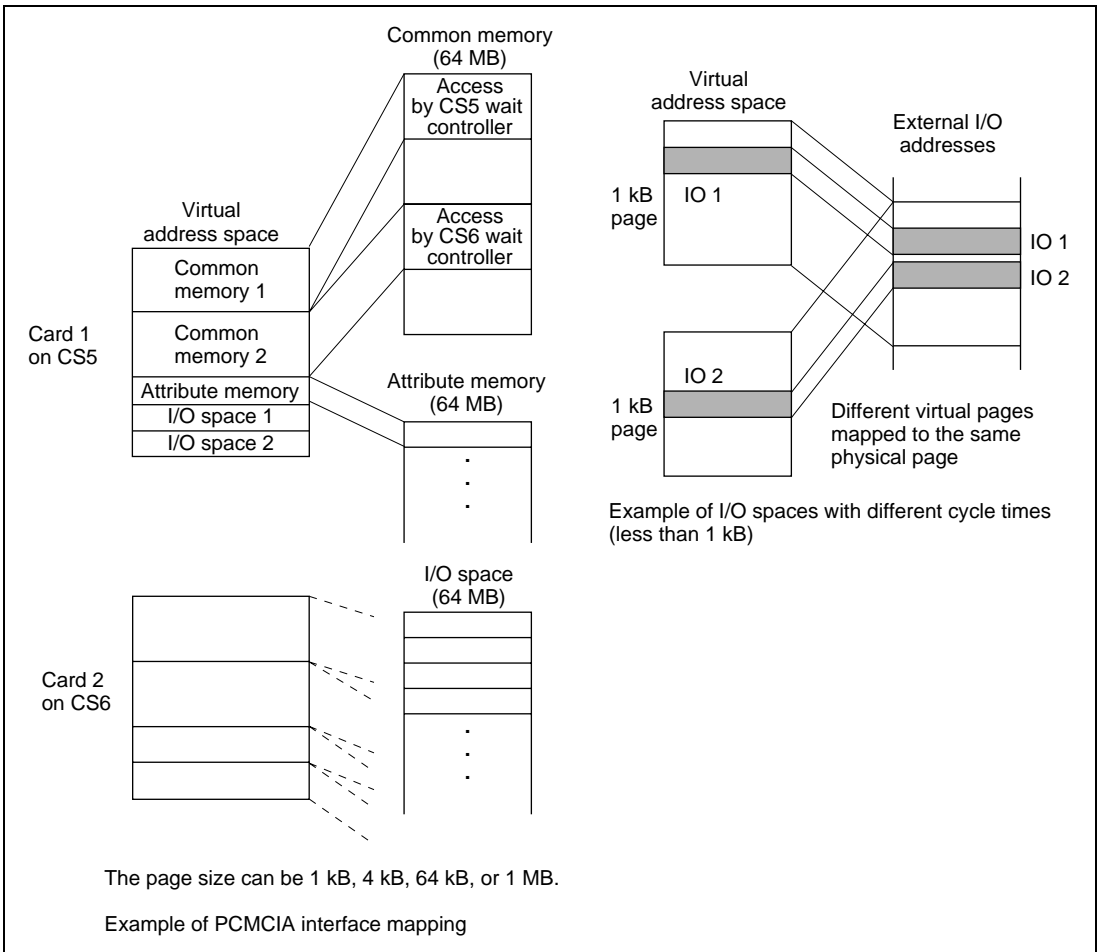 Common memory
(64 MB)
Access
by CS5 wait
controller
Access
by CS6 wait
controller
Virtual
address space
Common
memory 1
Common
memory 2
Attribute memory
I/O space 1
I/O space 2
Card 1
on CS5
Attribute memory
(64 MB)
I/O space
(64 MB)
Card 2
on CS6
Virtual
address space
External I/O
addresses
1 kB
page
IO 1
IO 1
IO 2
IO 2
1 kB
page
Different virtual pages
mapped to the same
physical page
Example of I/O spaces with different cycle times
(less than 1 kB)
The page size can be 1 kB, 4 kB, 64 kB, or 1 MB.
Example of PCMCIA interface mapping